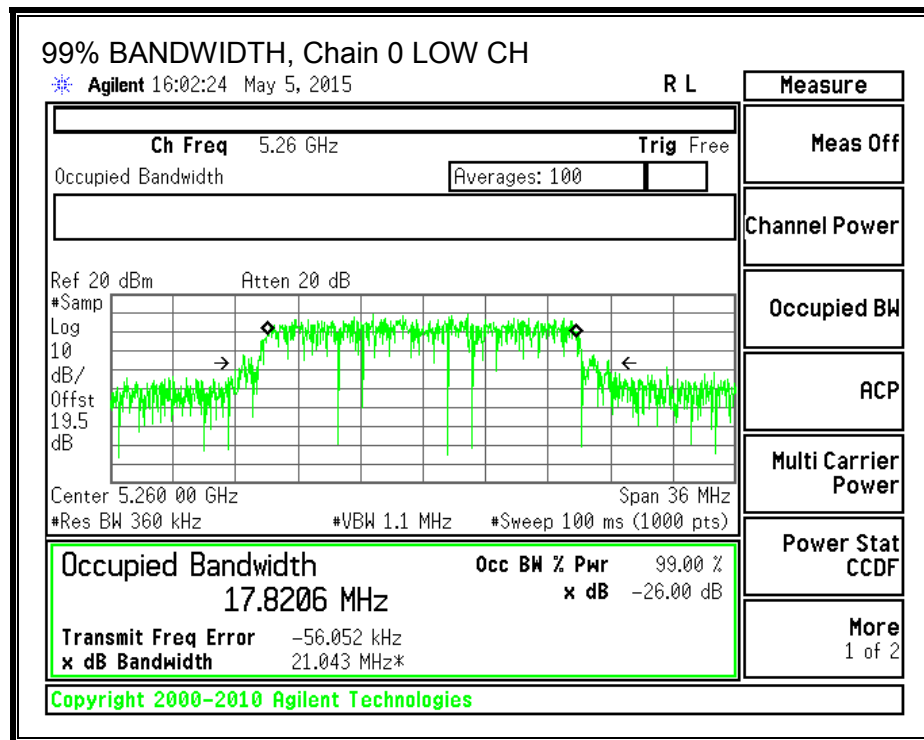 99% BANDWIDTH, Chain 0 LOW CH
Agilent 16:02:24 May 5, 2015 R L
Ch Freq 5.26 GHz Trig Free
Occupied Bandwidth Averages: 100
Ref 20 dBm Atten 20 dB
#Samp
Log
10
dB/
Offst
19.5
dB
Center 5.260 00 GHz Span 36 MHz
#Res BW 360 kHz #VBW 1.1 MHz #Sweep 100 ms (1000 pts)
Occupied Bandwidth Occ BW % Pwr 99.00 %
17.8206 MHz x dB -26.00 dB
Transmit Freq Error -56.052 kHz
x dB Bandwidth 21.043 MHz*
Copyright 2000-2010 Agilent Technologies
Measure
Meas Off
Channel Power
Occupied BW
ACP
Multi Carrier
Power
Power Stat
CCDF
More
1 of 2